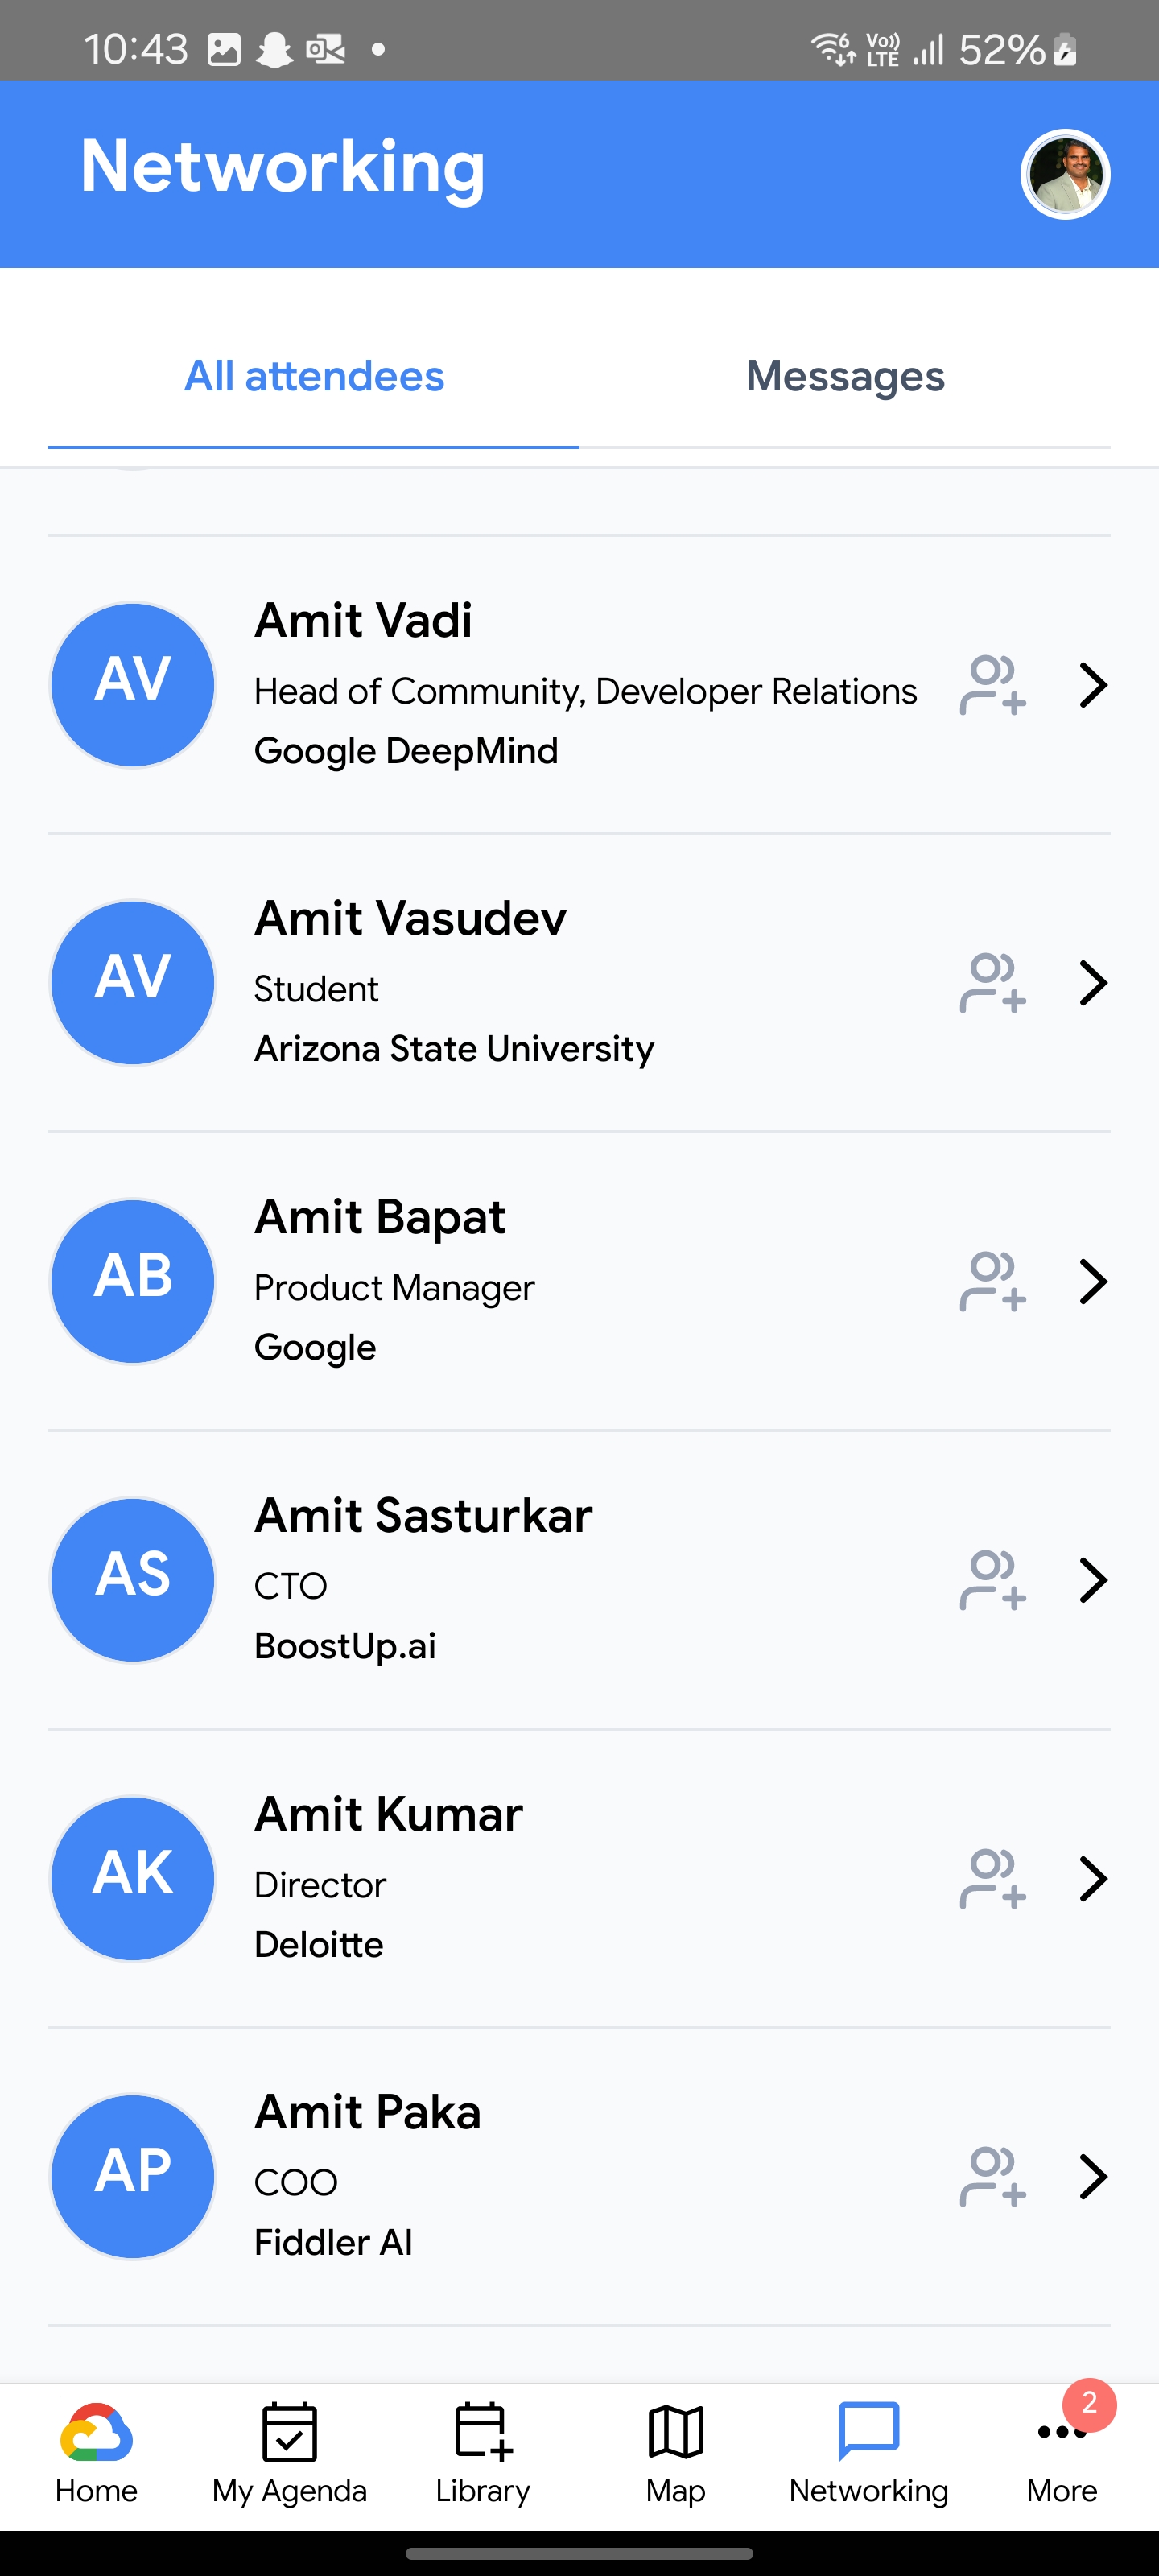 10:43 Vo)) LTE 52%
Networking
All attendees Messages
AV
Amit Vadi
Head of Community, Developer Relations
Google DeepMind
AV
Amit Vasudev
Student
Arizona State University
AB
Amit Bapat
Product Manager
Google
AS
Amit Sasturkar
CTO
BoostUp.ai
AK
Amit Kumar
Director
Deloitte
AP
Amit Paka
COO
Fiddler AI
2
Home My Agenda Library Map Networking More